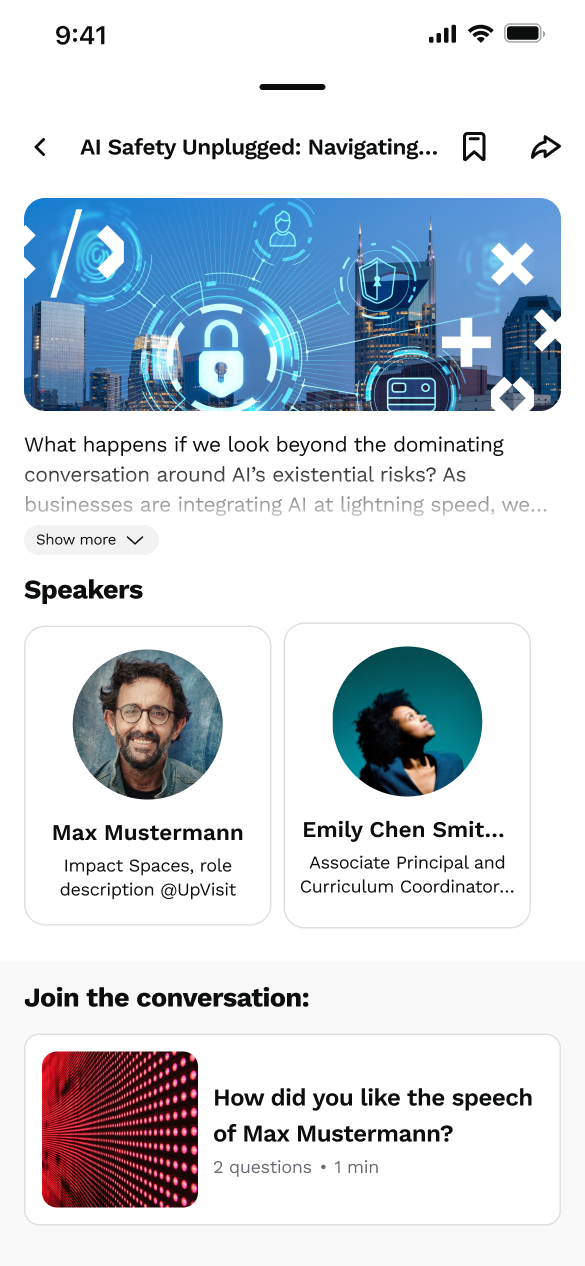 9:41
AI Safety Unplugged: Navigating...
What happens if we look beyond the dominating
conversation around AI’s existential risks? As
businesses are integrating AI at lightning speed, we...
Show more
Speakers
Max Mustermann
Impact Spaces, role
description @UpVisit
Emily Chen Smit...
Associate Principal and
Curriculum Coordinator...
Join the conversation:
How did you like the speech
of Max Mustermann?
2 questions • 1 min